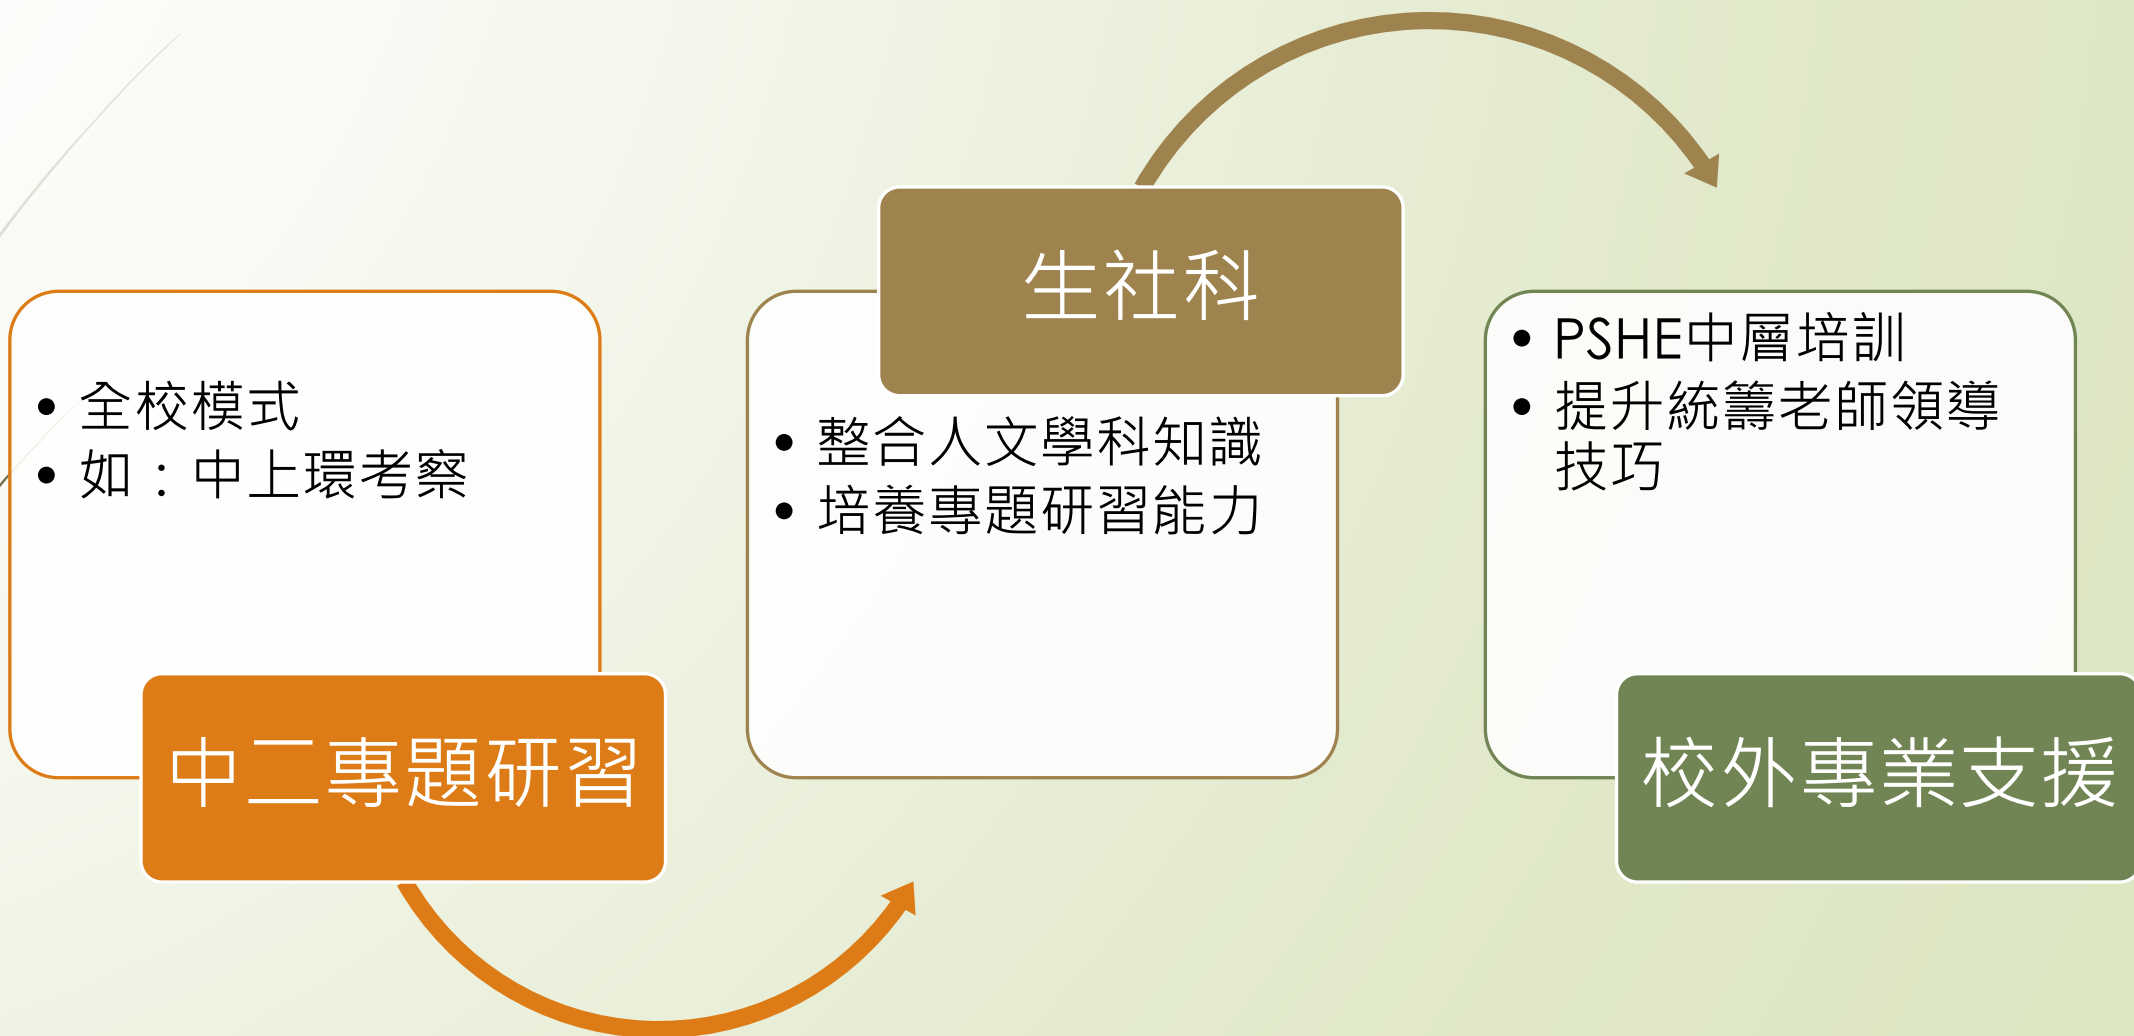 • 全校模式
• 如：中上環考察
中二專題研習
生社科
• 整合人文學科知識
• 培養專題研習能力
• PSHE中層培訓
• 提升統籌老師領導
技巧
校外專業支援